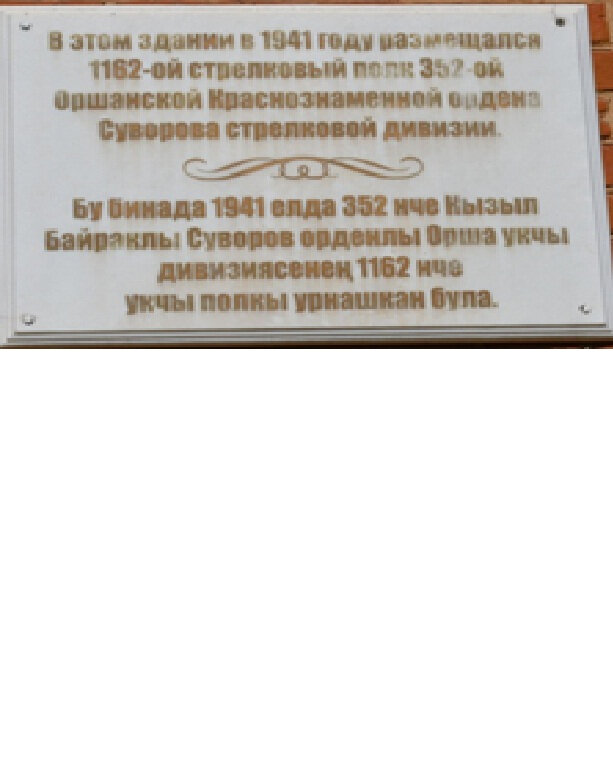 В этом здании в 1941 году размещался
1162-ой стрелковый полк 352-ой
Оршанской Краснознаменной ордена
Суворова стрелковой дивизии.
Бу бинада 1941 елда 352 нче Кызыл
Байраклы Суворов орденлы Орша укчы
дивизиясенең 1162 нче
укчы полкы урнашкан була.